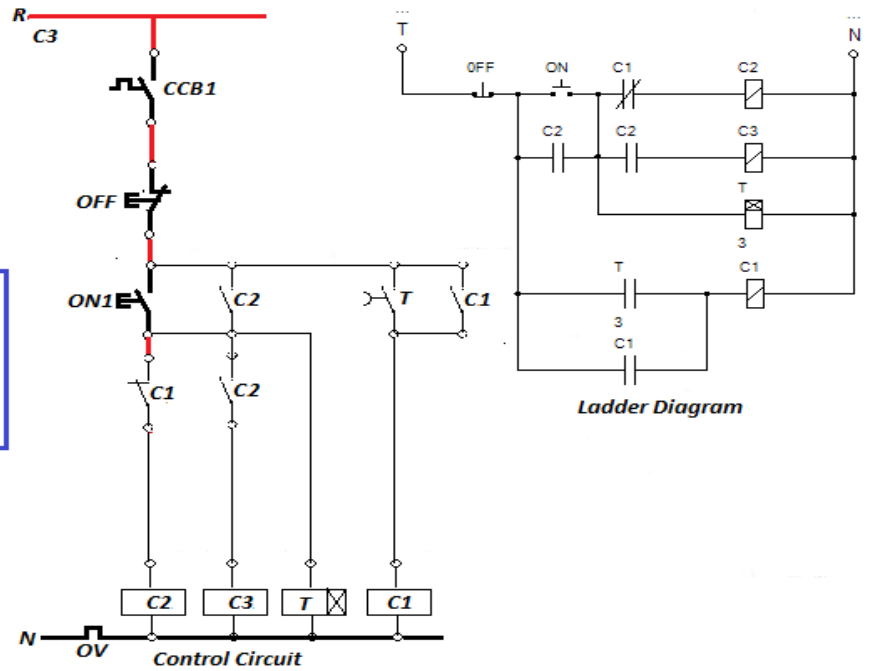 R
C3
CCB1
OFF
ON1
C2
T
C1
C1
C2
C2
C3
T
C1
N
OV
Control Circuit
...
T
...
N
0FF
ON
C1
C2
C2
C2
C3
T
3
T
3
C1
C1
Ladder Diagram